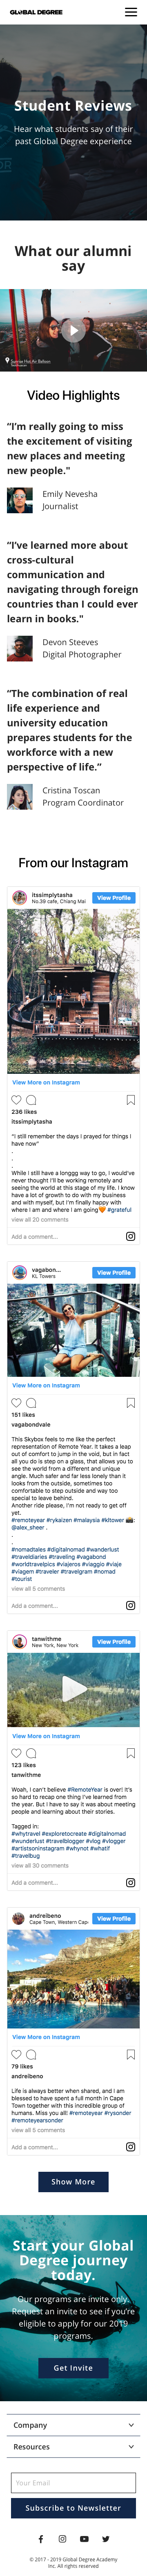 GLOBAL DEGREE
Student Reviews
Hear what students say of their
past Global Degree experience
What our alumni
say
Sunrise Hot Air Balloon
Video Highlights
“I’m really going to miss
the excitement of visiting
new places and meeting
new people."
Emily Nevesha
Journalist
“I’ve learned more about
cross-cultural
communication and
navigating through foreign
countries than I could ever
learn in books."
Devon Steeves
Digital Photographer
“The combination of real
life experience and
university education
prepares students for the
workforce with a new
perspective of life.”
Cristina Toscan
Program Coordinator
From our Instagram
itssimplytasha
No.39 cafe, Chiang Mai
View Profile
View More on Instagram
236 likes
itssimplytasha
“I still remember the days I prayed for things I
have now”
.
.
.
While I still have a longgg way to go, I would’ve
never thought I’ll be working remotely and
seeing the world at this stage of my life. I know
have a lot of growth to do with my business
and with myself, but I’m finally happy with
where i am and where I am going🧡 #grateful
view all 20 comments
Add a comment...
vagabon...
KL Towers
View Profile
View More on Instagram
151 likes
vagabondvale
This Skybox feels to me like the perfect
representation of Remote Year. It takes a leap
out of comfort to jump in the void, but in fact
all you do is step on a glass, that allows you to
see the world from a different and unique
angle. Much safer and far less lonely than it
looks from the outside, sometimes too
comfortable to step outside and way too
special to leave behind.
Another ride please, I’m not ready to get off
yet.
#remoteyear #rykaizen #malaysia #kltower 📸:
@alex_sheer .
.
.
#nomadtales #digitalnomad #wanderlust
#traveldiaries #traveling #vagabond
#worldtravelpics #viajeros #viaggio #viaje
#viagem #traveler #travelgram #nomad
#tourist
view all 5 comments
Add a comment...
tanwithme
New York, New York
View Profile
View More on Instagram
123 likes
tanwithme
Woah, I can't believe #RemoteYear is over! It's
so hard to recap one thing I've learned from
the year. But I have to say it was about meeting
people and learning about their stories.
Tagged in:
#whytravel #exploretocreate #digitalnomad
#wunderlust #travelblogger #vlog #vlogger
#artistsoninstagram #whynot #whatif
#travelbug
view all 30 comments
Add a comment...
andreibeno
Cape Town, Western Cap
View Profile
View More on Instagram
79 likes
andreibeno
Life is always better when shared, and I am
blessed to have spent a full month in Cape
Town together with this incredible group of
humans. Miss you all! #remoteyear #rysonder
#remoteyearsonder
view all 5 comments
Add a comment...
Show More
Start your Global
Degree journey
today.
Our programs are invite only.
Request an invite to see if you’re
eligible to apply for our 2019
programs.
Get Invite
Company
Resources
Your Email
Subscribe to Newsletter
© 2017 - 2019 Global Degree Academy
Inc. All rights reserved